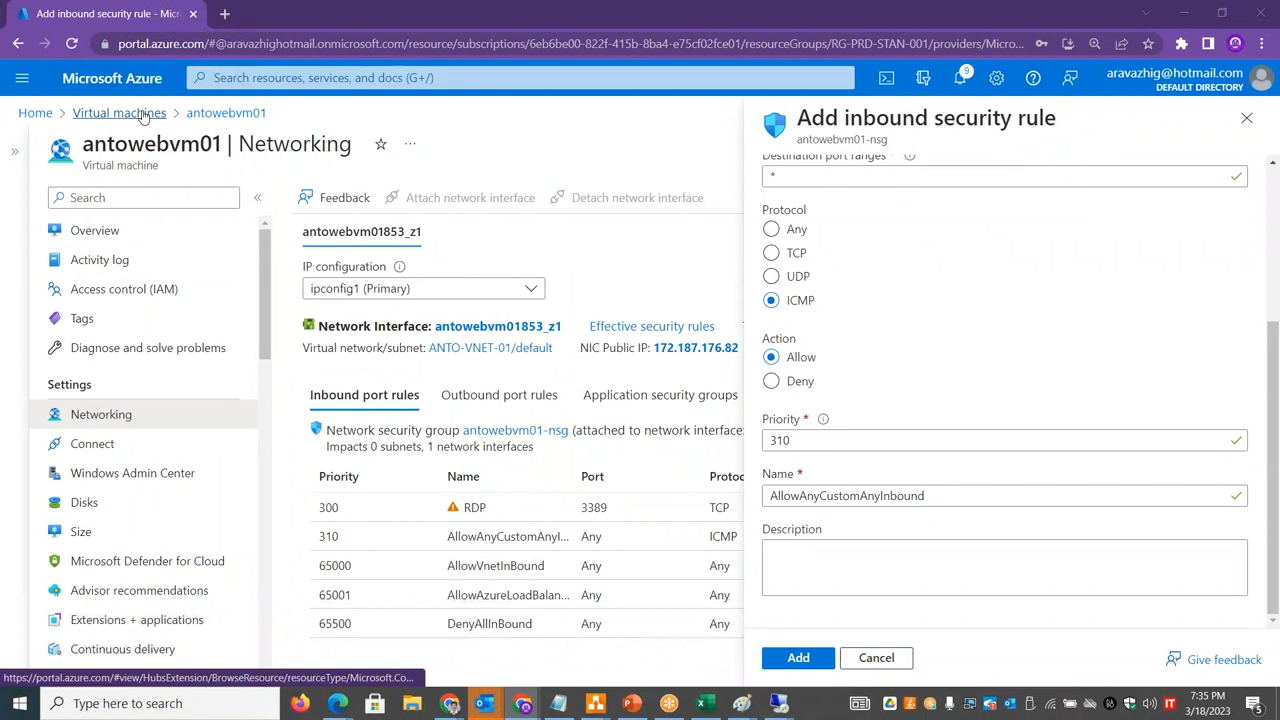 Add inbound security rule - Micr
portal.azure.com/#@aravazhighotmail.onmicrosoft.com/resource/subscriptions/6eb6be00-822f-415b-8ba4-e75cf02fce01/resourceGroups/RG-PRD-STAN-001/providers/Micro...
Microsoft Azure
Search resources, services, and docs (G+/)
9
aravazhig@hotmail.com
DEFAULT DIRECTORY
Home > Virtual machines > antowebvm01
antowebvm01 | Networking
Virtual machine
Search
Overview
Activity log
Access control (IAM)
Tags
Diagnose and solve problems
Settings
Networking
Connect
Windows Admin Center
Disks
Size
Microsoft Defender for Cloud
Advisor recommendations
Extensions + applications
Continuous delivery
Feedback
Attach network interface
Detach network interface
antowebvm01853_z1
IP configuration
ipconfig1 (Primary)
Network Interface: antowebvm01853_z1 Effective security rules
Virtual network/subnet: ANTO-VNET-01/default NIC Public IP: 172.187.176.82
Inbound port rules Outbound port rules Application security groups
Network security group antowebvm01-nsg (attached to network interface:
Impacts 0 subnets, 1 network interfaces
Priority Name Port Protoc
300 RDP 3389 TCP
310 AllowAnyCustomAnyI... Any ICMP
65000 AllowVnetInBound Any Any
65001 AllowAzureLoadBalan... Any Any
65500 DenyAllInBound Any Any
Add inbound security rule
antowebvm01-nsg
Destination port ranges
*
Protocol
Any
TCP
UDP
ICMP
Action
Allow
Deny
Priority *
310
Name *
AllowAnyCustomAnyInbound
Description
Add
Cancel
Give feedback
https://portal.azure.com/#view/HubsExtension/BrowseResource/resourceType/Microsoft.Co...
Type here to search
IT
7:35 PM
3/18/2023
5